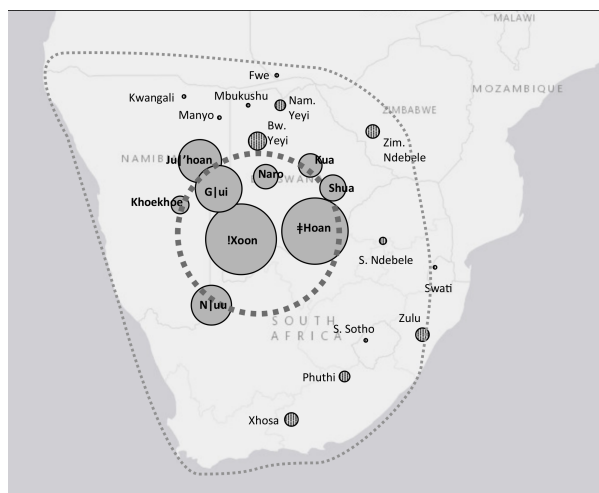 MALAWI
Fwe
MOZAMBIQUE
Kwangali
Mbukushu
Nam.
Yeyi
Manyo
ZIMBABWE
Bw.
Yeyi
Zim.
Ndebele
NAMIB
Ju|'hoan
Kua
Naro
WAN
G|ui
Shua
Khoekhoe
ǂHoan
!Xoon
S. Ndebele
Swati
N|uu
SOUTH
AFRICA
S. Sotho
Zulu
Phuthi
Xhosa